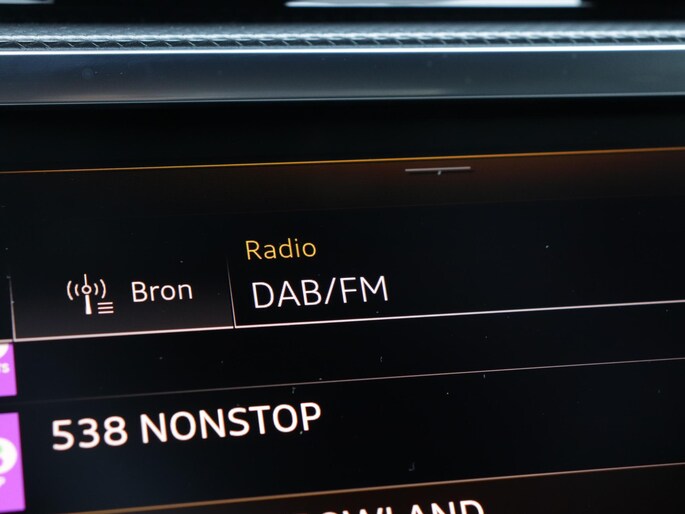 Radio
Bron
DAB/FM
538 NONSTOP